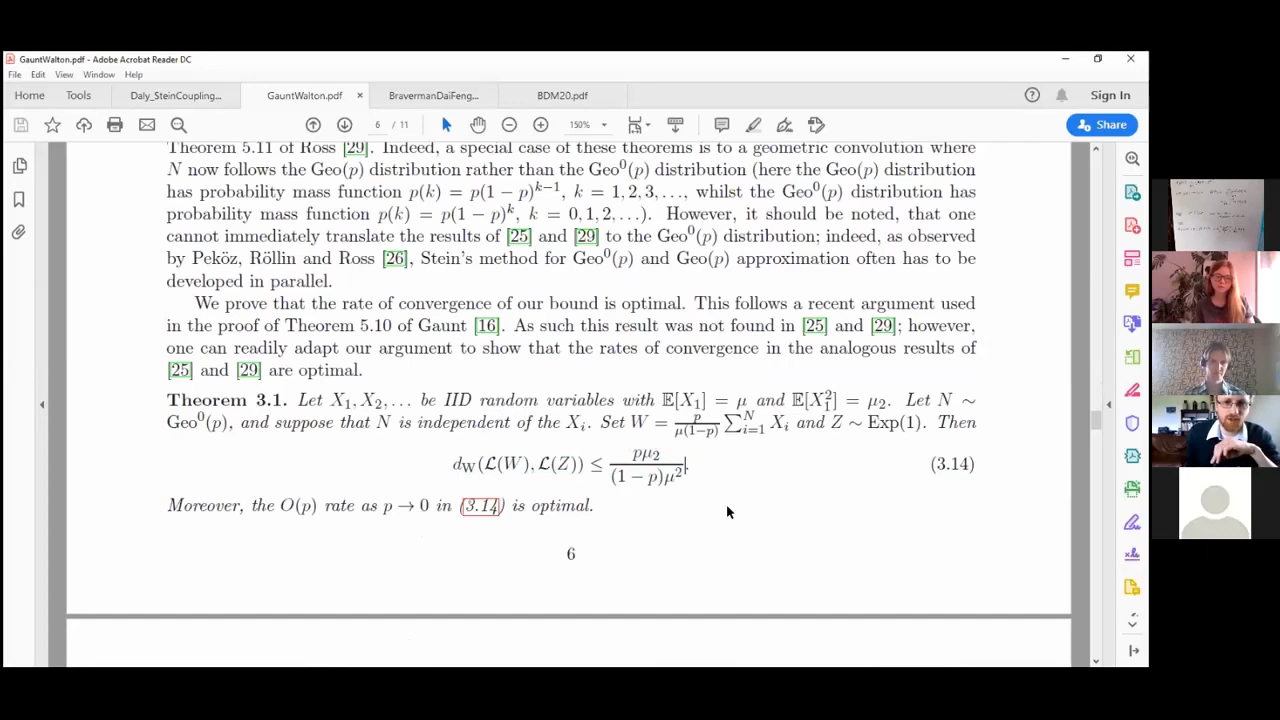 GauntWalton.pdf - Adobe Acrobat Reader DC
File Edit View Window Help
Home Tools Daly_SteinCoupling... GauntWalton.pdf × BravermanDaiFeng... BDM20.pdf Sign In
6 / 11 150% Share
Theorem 5.11 of Ross [29]. Indeed, a special case of these theorems is to a geometric convolution where
N now follows the Geo(p) distribution rather than the Geo⁰(p) distribution (here the Geo(p) distribution
has probability mass function p(k) = p(1 − p)ᵏ⁻¹, k = 1, 2, 3, . . ., whilst the Geo⁰(p) distribution has
probability mass function p(k) = p(1 − p)ᵏ, k = 0, 1, 2, . . .). However, it should be noted, that one
cannot immediately translate the results of [25] and [29] to the Geo⁰(p) distribution; indeed, as observed
by Peköz, Röllin and Ross [26], Stein's method for Geo⁰(p) and Geo(p) approximation often has to be
developed in parallel.
We prove that the rate of convergence of our bound is optimal. This follows a recent argument used
in the proof of Theorem 5.10 of Gaunt [16]. As such this result was not found in [25] and [29]; however,
one can readily adapt our argument to show that the rates of convergence in the analogous results of
[25] and [29] are optimal.
Theorem 3.1. Let X₁, X₂, . . . be IID random variables with 𝔼[X₁] = μ and 𝔼[X₁²] = μ₂. Let N ∼
Geo⁰(p), and suppose that N is independent of the Xᵢ. Set W = p/(μ(1−p)) ∑ᵢ₌₁ᴺ Xᵢ and Z ∼ Exp(1). Then
d_W(ℒ(W), ℒ(Z)) ≤ pμ₂/((1 − p)μ²). (3.14)
Moreover, the O(p) rate as p → 0 in (3.14) is optimal.
6